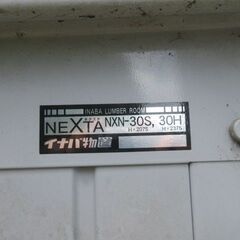 INABA LUMBER ROOM
NEXTA NXN-30S, 30H
H=2075 H=2375
イナバ物置